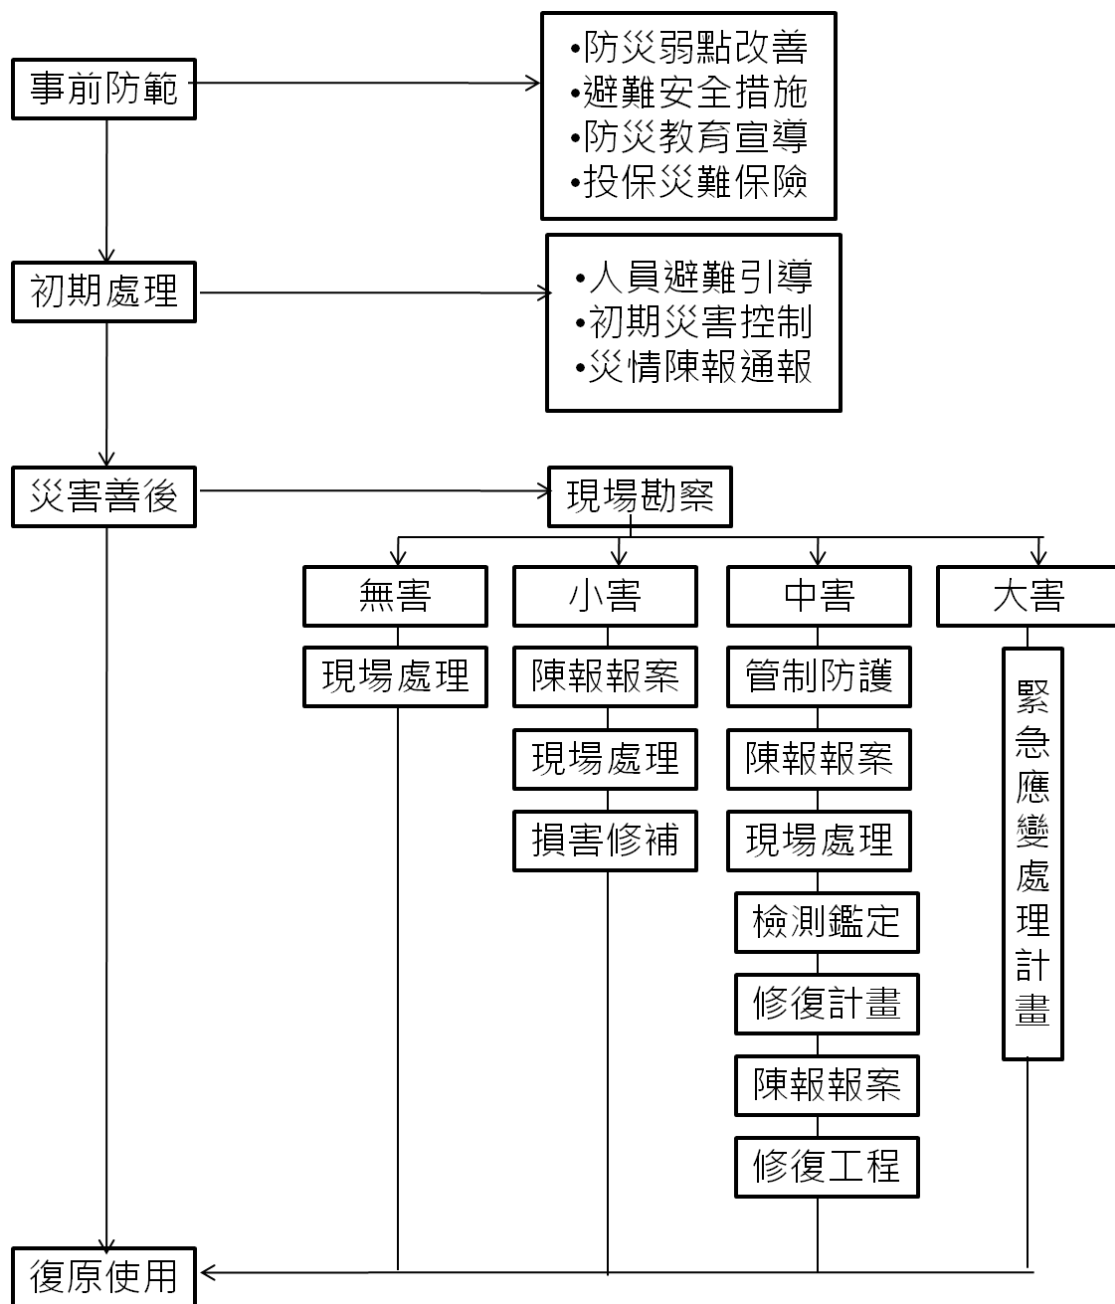 事前防範
•防災弱點改善
•避難安全措施
•防災教育宣導
•投保災難保險
初期處理
•人員避難引導
•初期災害控制
•災情陳報通報
災害善後
現場勘察
無害
現場處理
小害
陳報報案
現場處理
損害修補
中害
管制防護
陳報報案
現場處理
檢測鑑定
修復計畫
陳報報案
修復工程
大害
緊急應變處理計畫
復原使用